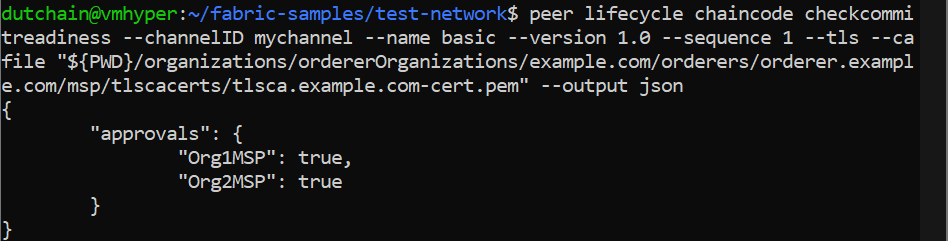 dutchain@vmhyper:~/fabric-samples/test-network$ peer lifecycle chaincode checkcommi
treadiness --channelID mychannel --name basic --version 1.0 --sequence 1 --tls --ca
file "${PWD}/organizations/ordererOrganizations/example.com/orderers/orderer.exampl
e.com/msp/tlscacerts/tlsca.example.com-cert.pem" --output json
{
        "approvals": {
                "Org1MSP": true,
                "Org2MSP": true
        }
}